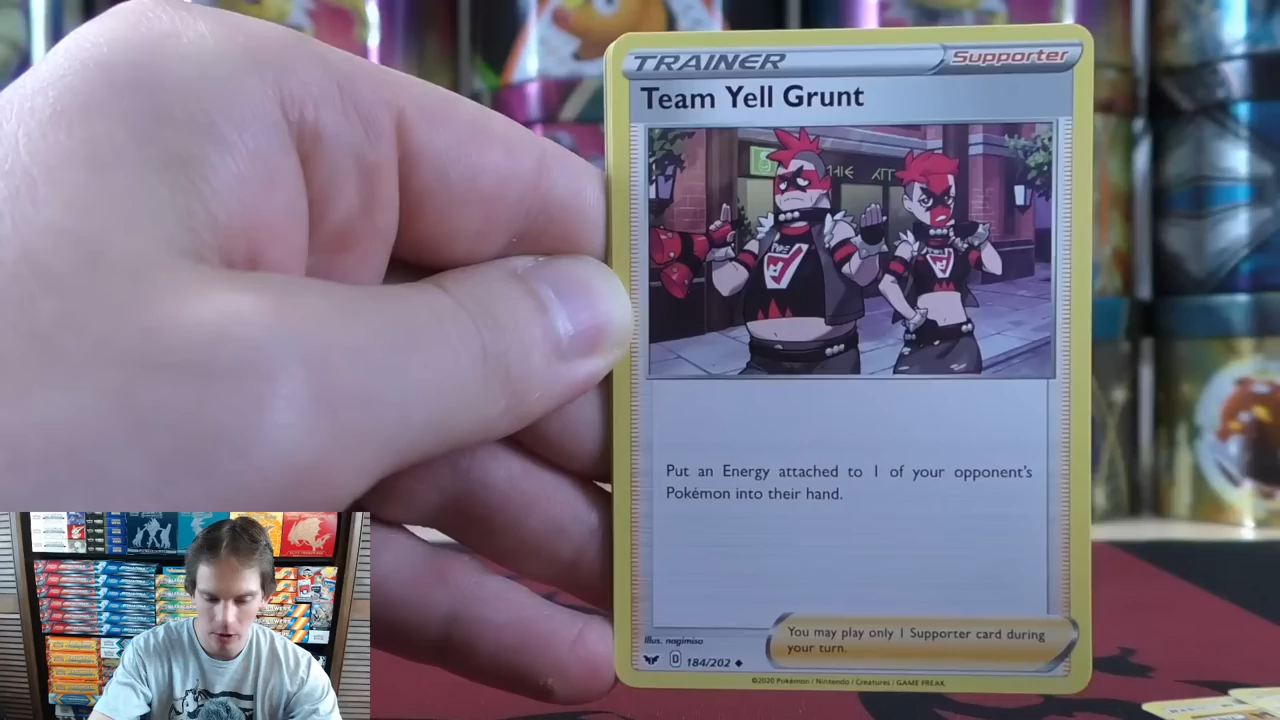 TRAINER Supporter
Team Yell Grunt
Put an Energy attached to 1 of your opponent's
Pokémon into their hand.
You may play only 1 Supporter card during
your turn.
Illus. nagimiso
D 184/202
©2020 Pokémon / Nintendo / Creatures / GAME FREAK